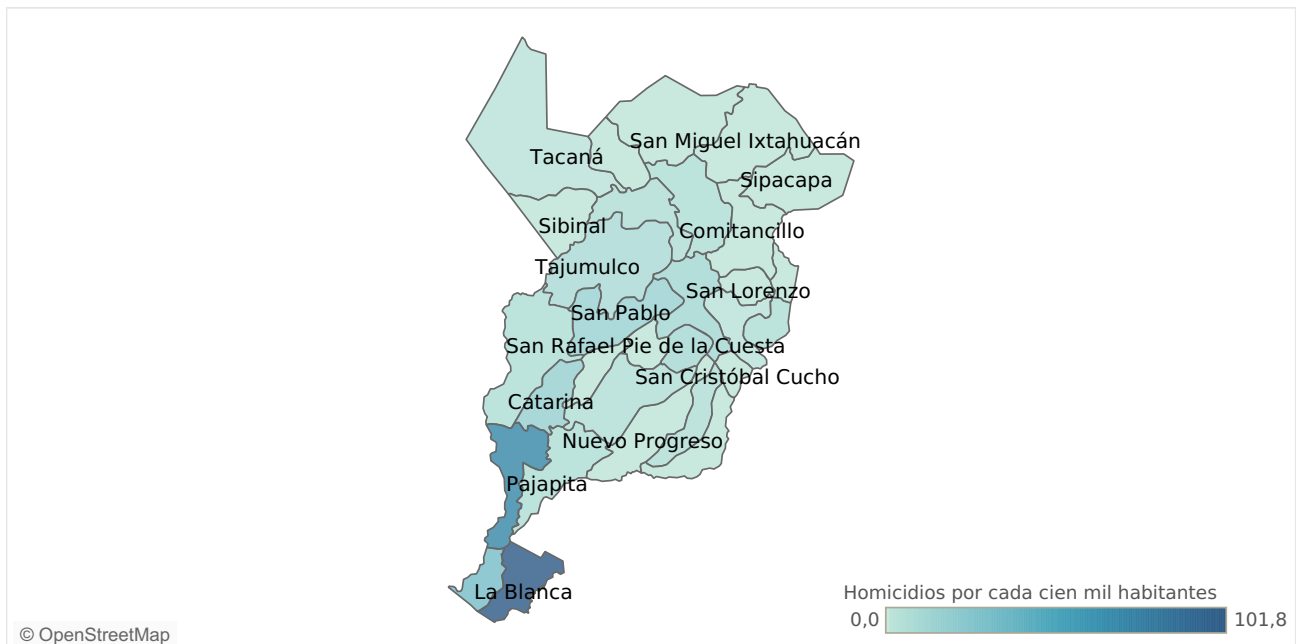 San Miguel Ixtahuacán
Tacaná
Sipacapa
Sibinal
Comitancillo
Tajumulco
San Lorenzo
San Pablo
San Rafael Pie de la Cuesta
San Cristóbal Cucho
Catarina
Nuevo Progreso
Pajapita
La Blanca
Homicidios por cada cien mil habitantes
0,0 101,8
© OpenStreetMap